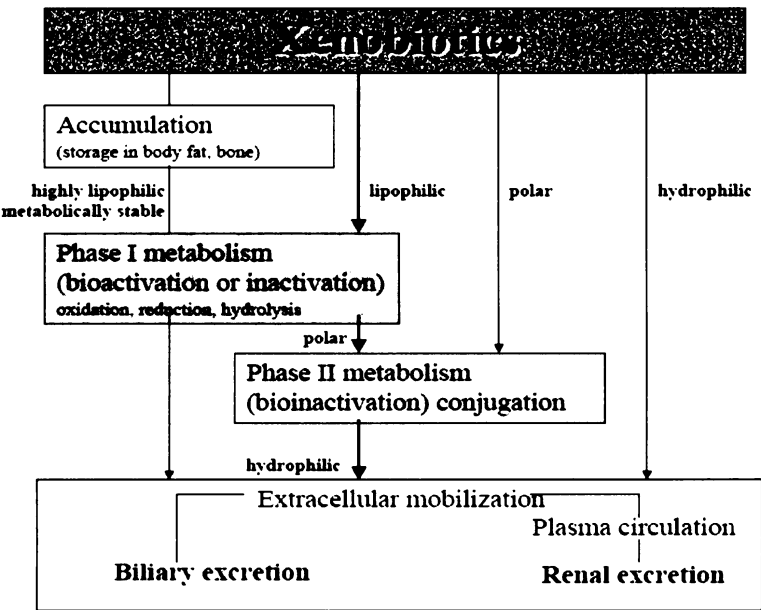 Xenobiotics
Accumulation
(storage in body fat, bone)
highly lipophilic
metabolically stable
lipophilic
polar
hydrophilic
Phase I metabolism
(bioactivation or inactivation)
oxidation, reduction, hydrolysis
polar
Phase II metabolism
(bioinactivation) conjugation
hydrophilic
Extracellular mobilization
Plasma circulation
Biliary excretion
Renal excretion